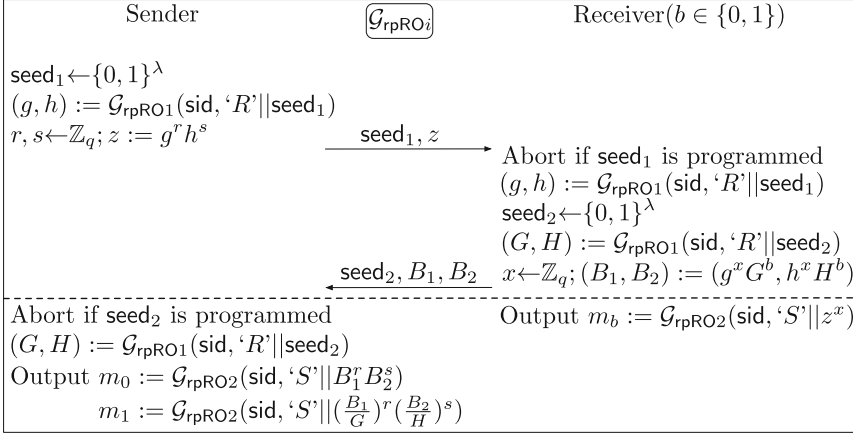 Sender
𝒢rpROi
Receiver(b ∈ {0, 1})
seed₁←{0, 1}^λ
(g, h) := 𝒢rpRO1(sid, ‘R’||seed₁)
r, s←ℤq; z := g^r h^s
seed₁, z
Abort if seed₁ is programmed
(g, h) := 𝒢rpRO1(sid, ‘R’||seed₁)
seed₂←{0, 1}^λ
(G, H) := 𝒢rpRO1(sid, ‘R’||seed₂)
x←ℤq; (B₁, B₂) := (g^x G^b, h^x H^b)
seed₂, B₁, B₂
Abort if seed₂ is programmed
(G, H) := 𝒢rpRO1(sid, ‘R’||seed₂)
Output m₀ := 𝒢rpRO2(sid, ‘S’||B₁^r B₂^s)
m₁ := 𝒢rpRO2(sid, ‘S’||(B₁/G)^r (B₂/H)^s)
Output m_b := 𝒢rpRO2(sid, ‘S’||z^x)